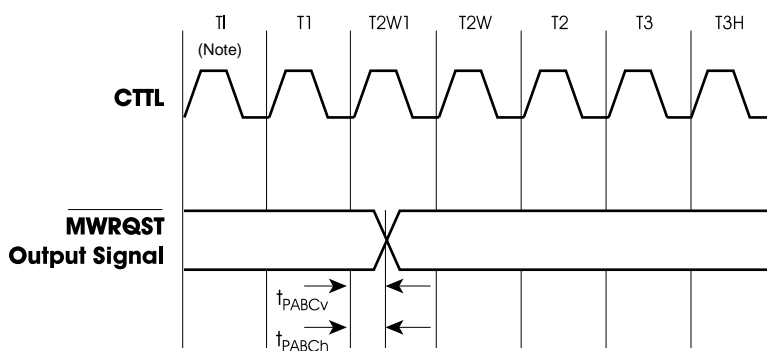 TI T1 T2W1 T2W T2 T3 T3H
(Note)
CTTL
MWRQST
Output Signal
tPABCv
tPABCh